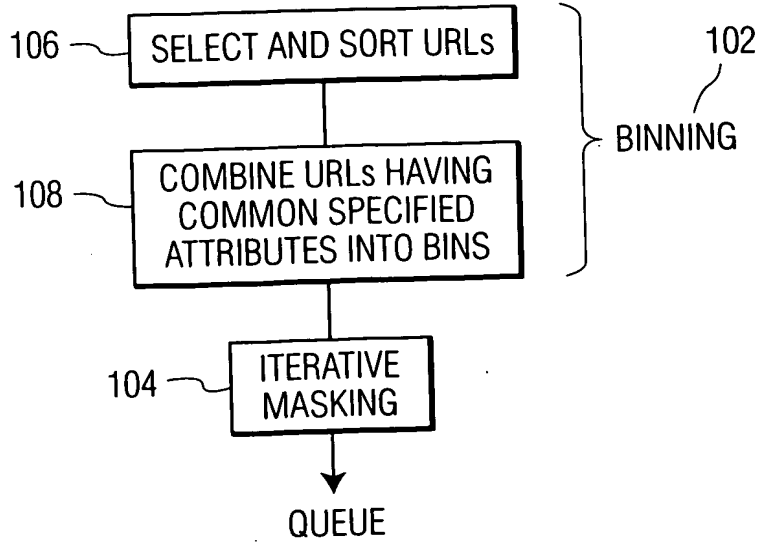 106
SELECT AND SORT URLs
102
BINNING
108
COMBINE URLs HAVING
COMMON SPECIFIED
ATTRIBUTES INTO BINS
104
ITERATIVE
MASKING
QUEUE